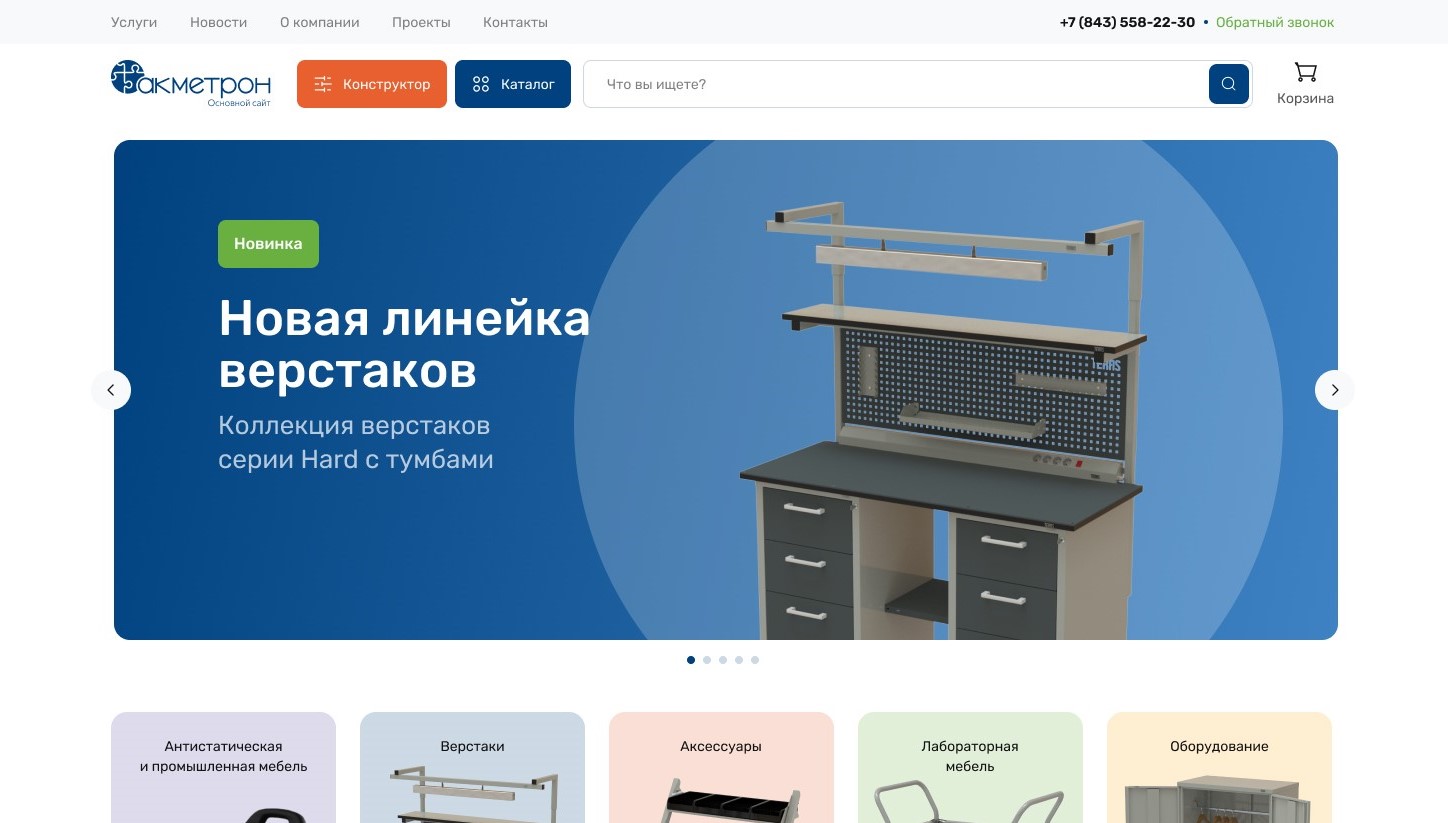 Услуги Новости О компании Проекты Контакты +7 (843) 558-22-30 • Обратный звонок
Такметрон
Основной сайт
Конструктор Каталог Что вы ищете? Корзина
Новинка
Новая линейка
верстаков
Коллекция верстаков
серии Hard с тумбами
Антистатическая
и промышленная мебель
Верстаки
Аксессуары
Лабораторная
мебель
Оборудование